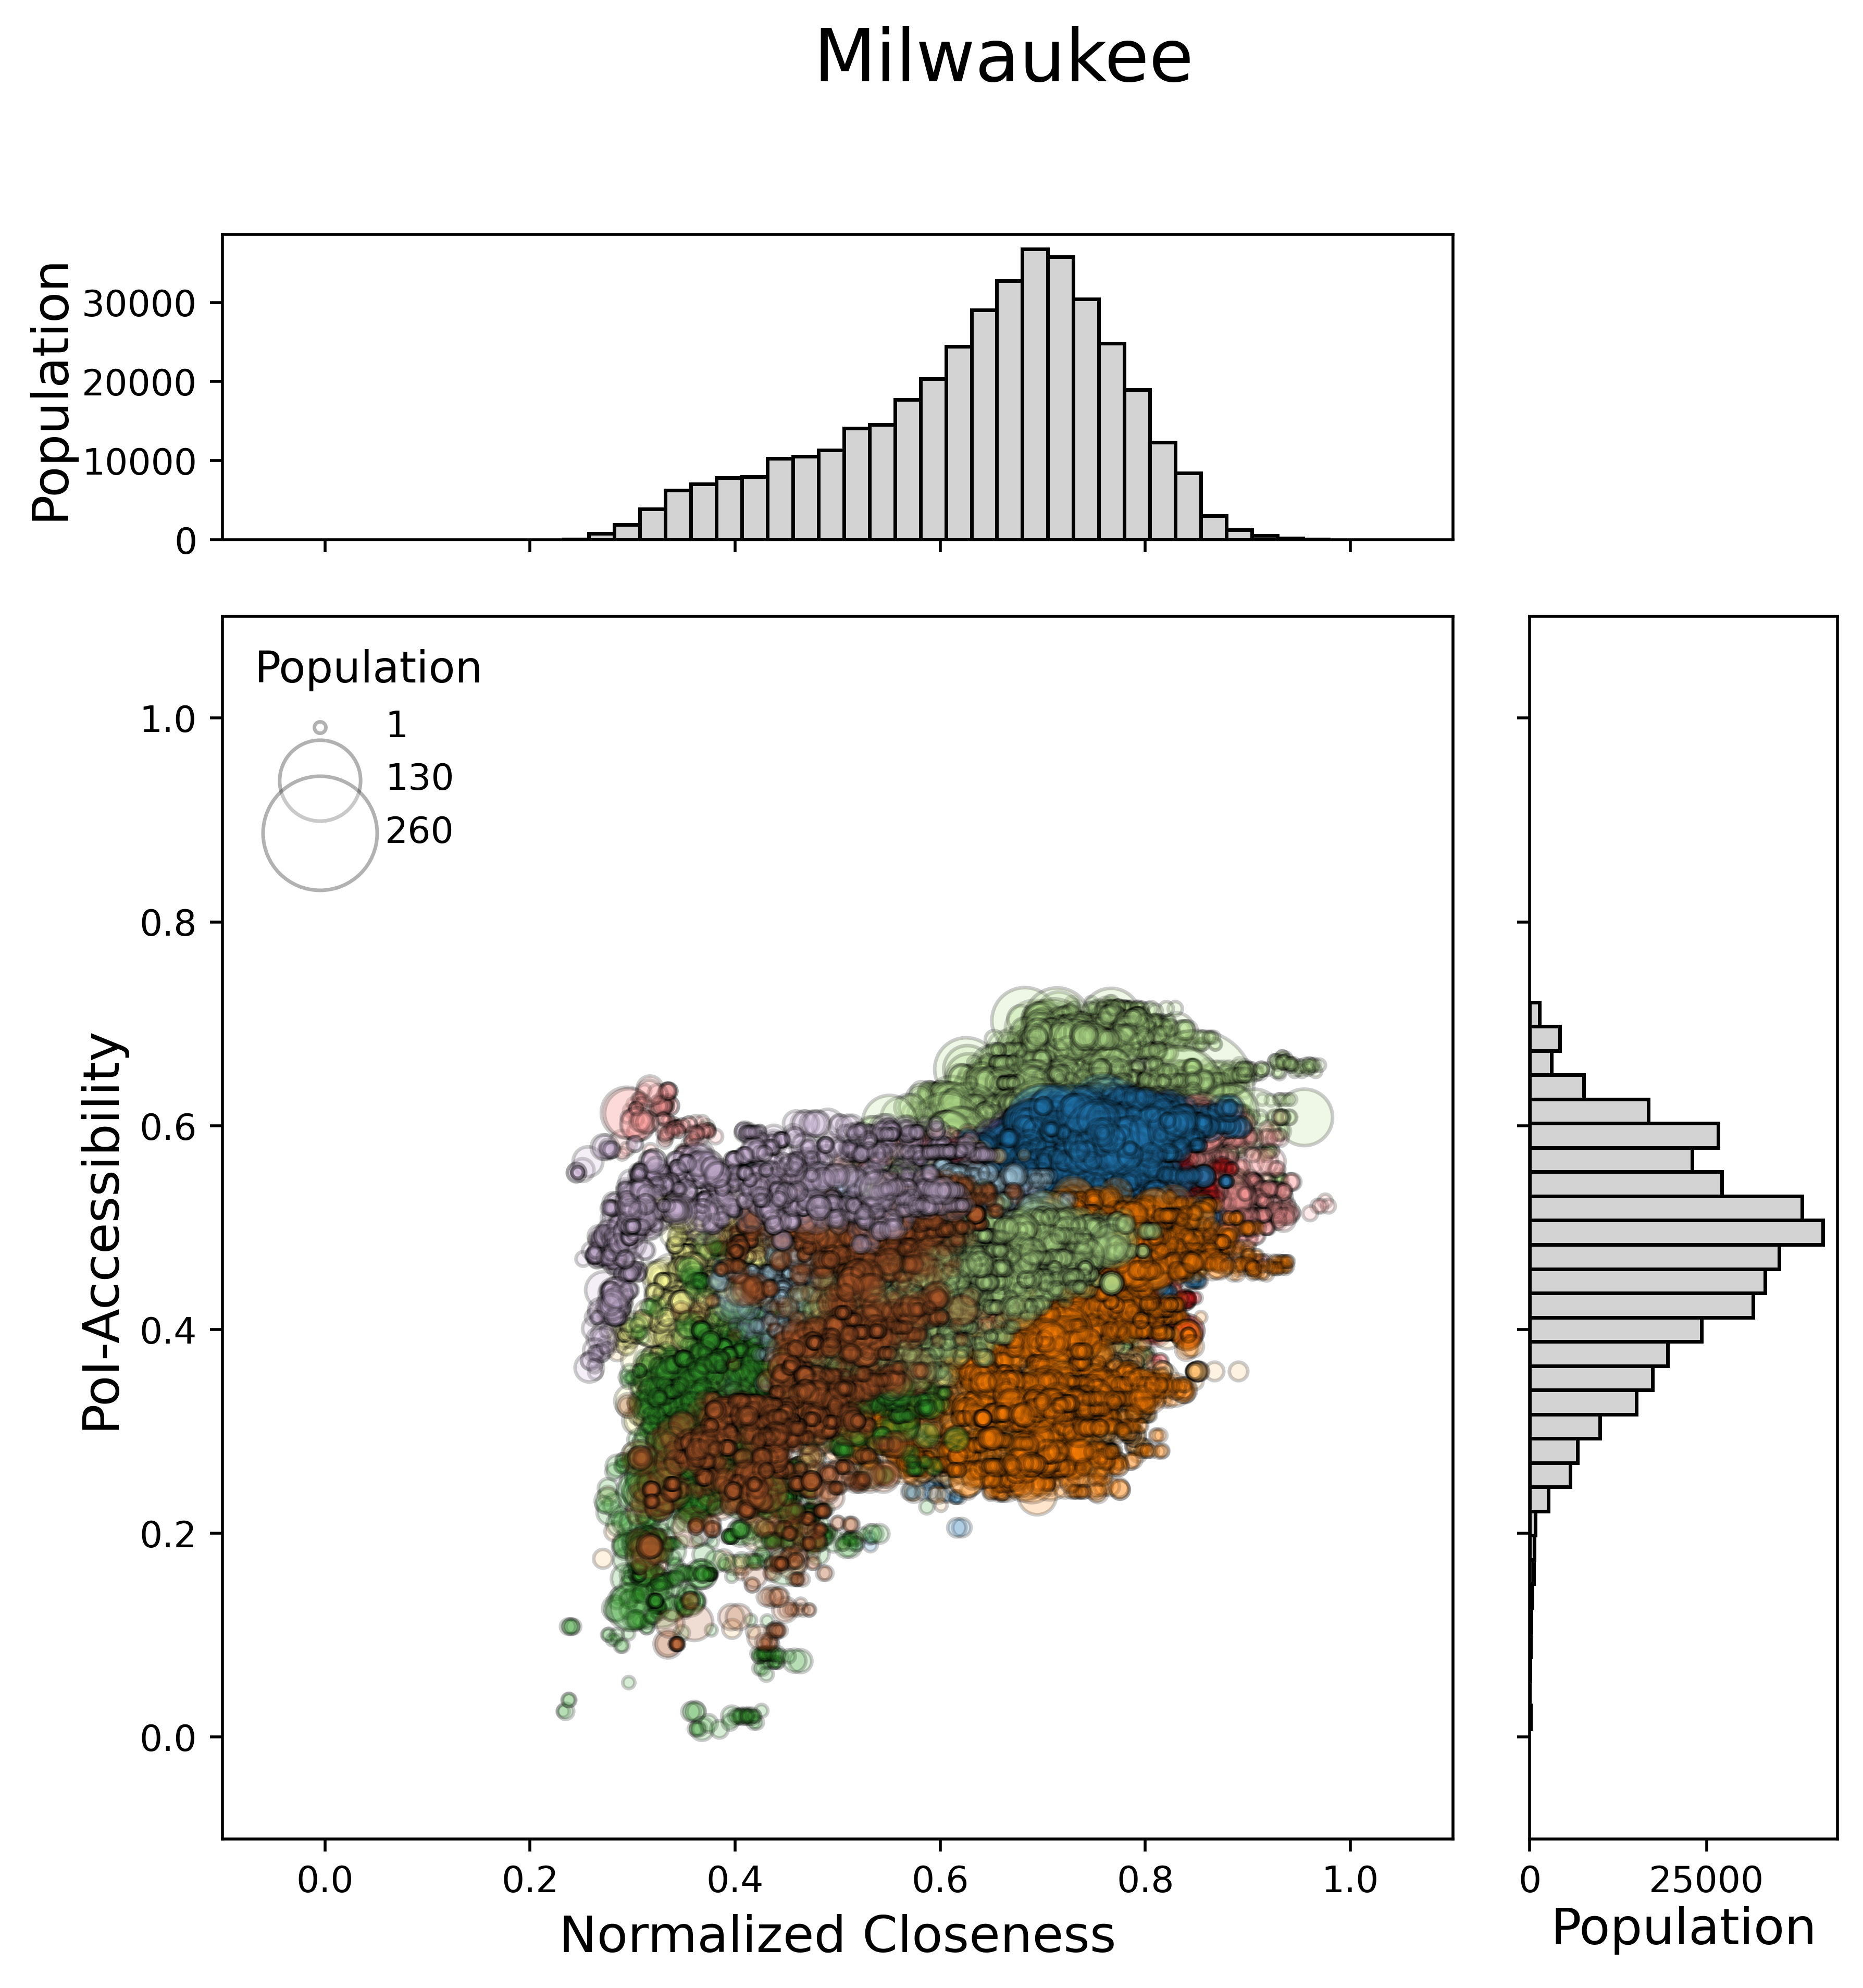 Milwaukee
Population
30000
20000
10000
0
Population
1
130
260
PoI-Accessibility
1.0
0.8
0.6
0.4
0.2
0.0
0.0 0.2 0.4 0.6 0.8 1.0
Normalized Closeness
0 25000
Population